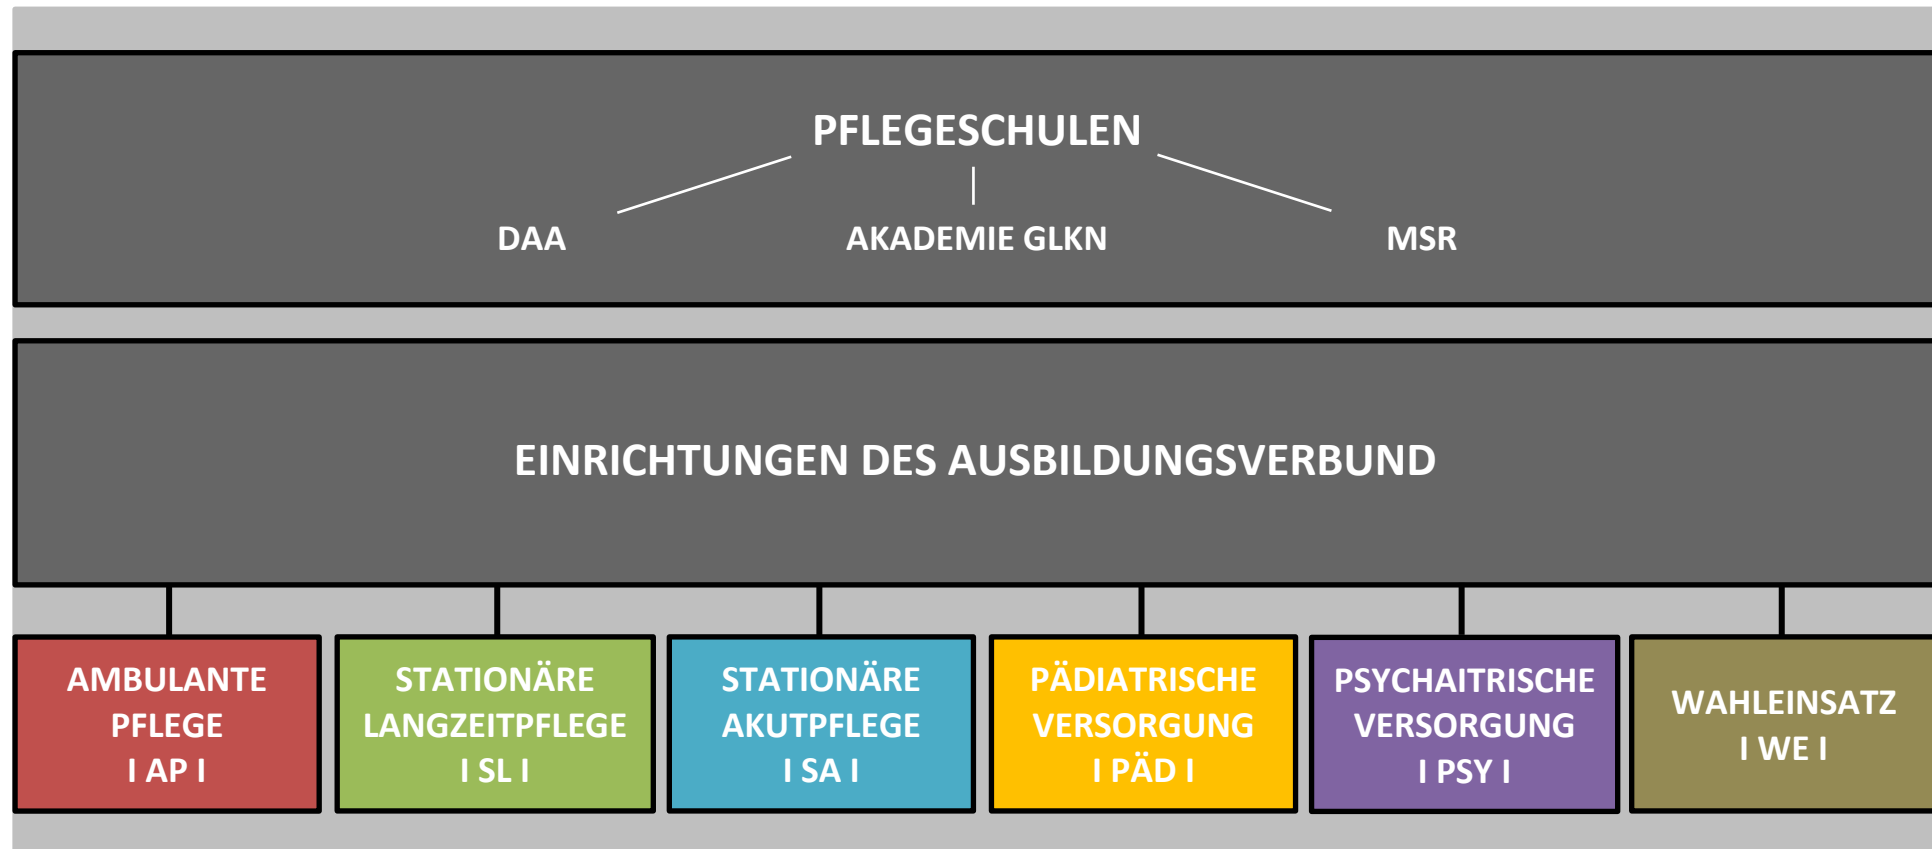 PFLEGESCHULEN
DAA
AKADEMIE GLKN
MSR
EINRICHTUNGEN DES AUSBILDUNGSVERBUND
AMBULANTE
PFLEGE
I AP I
STATIONÄRE
LANGZEITPFLEGE
I SL I
STATIONÄRE
AKUTPFLEGE
I SA I
PÄDIATRISCHE
VERSORGUNG
I PÄD I
PSYCHAITRISCHE
VERSORGUNG
I PSY I
WAHLEINSATZ
I WE I